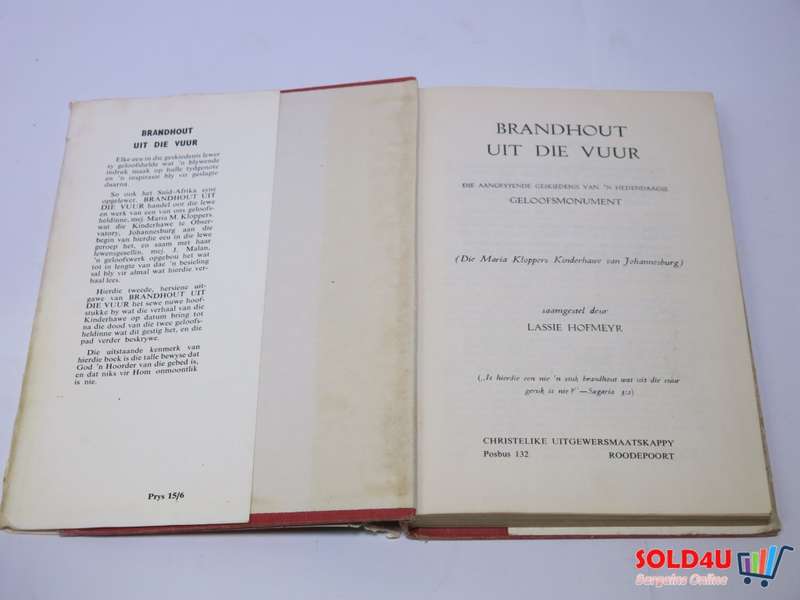 BRANDHOUT
UIT DIE VUUR
Elke eeu in die geskiedenis lewer
sy geloofshelde wat 'n blywende
indruk maak op hulle tydgenote
en 'n inspirasie bly vir geslagte
daarna.
So ook het Suid-Afrika syne
opgelewer. BRANDHOUT UIT
DIE VUUR handel oor die lewe
en werk van een van ons geloofs-
heldinne, mej. Maria M. Kloppers,
wat die Kinderhawe te Obser-
vatory, Johannesburg aan die
begin van hierdie eeu in die lewe
geroep het, en saam met haar
lewensgesellin, mej. J. Malan,
'n geloofswerk opgebou het wat
tot in lengte van dae 'n besieling
sal bly vir almal wat hierdie ver-
haal lees.
Hierdie tweede, hersiene uit-
gawe van BRANDHOUT UIT
DIE VUUR het sewe nuwe hoof-
stukke by wat die verhaal van die
Kinderhawe op datum bring tot
na die dood van die twee geloofs-
heldinne wat dit gestig het, en die
pad verder beskrywe.
Die uitstaande kenmerk van
hierdie boek is die talle bewyse dat
God 'n Hoorder van die gebed is,
en dat niks vir Hom onmoontlik
is nie.
Prys 15/6
BRANDHOUT
UIT DIE VUUR
DIE AANGRYPENDE GESKIEDENIS VAN 'N HEDENDAAGSE
GELOOFSMONUMENT
(Die Maria Kloppers Kinderhawe van Johannesburg)
saamgestel deur
LASSIE HOFMEYR
(„Is hierdie een nie 'n stuk brandhout wat uit die vuur
geruk is nie?"—Sagaria 3:2)
CHRISTELIKE UITGEWERSMAATSKAPPY
Posbus 132 ROODEPOORT
SOLD4U
Bargains Online